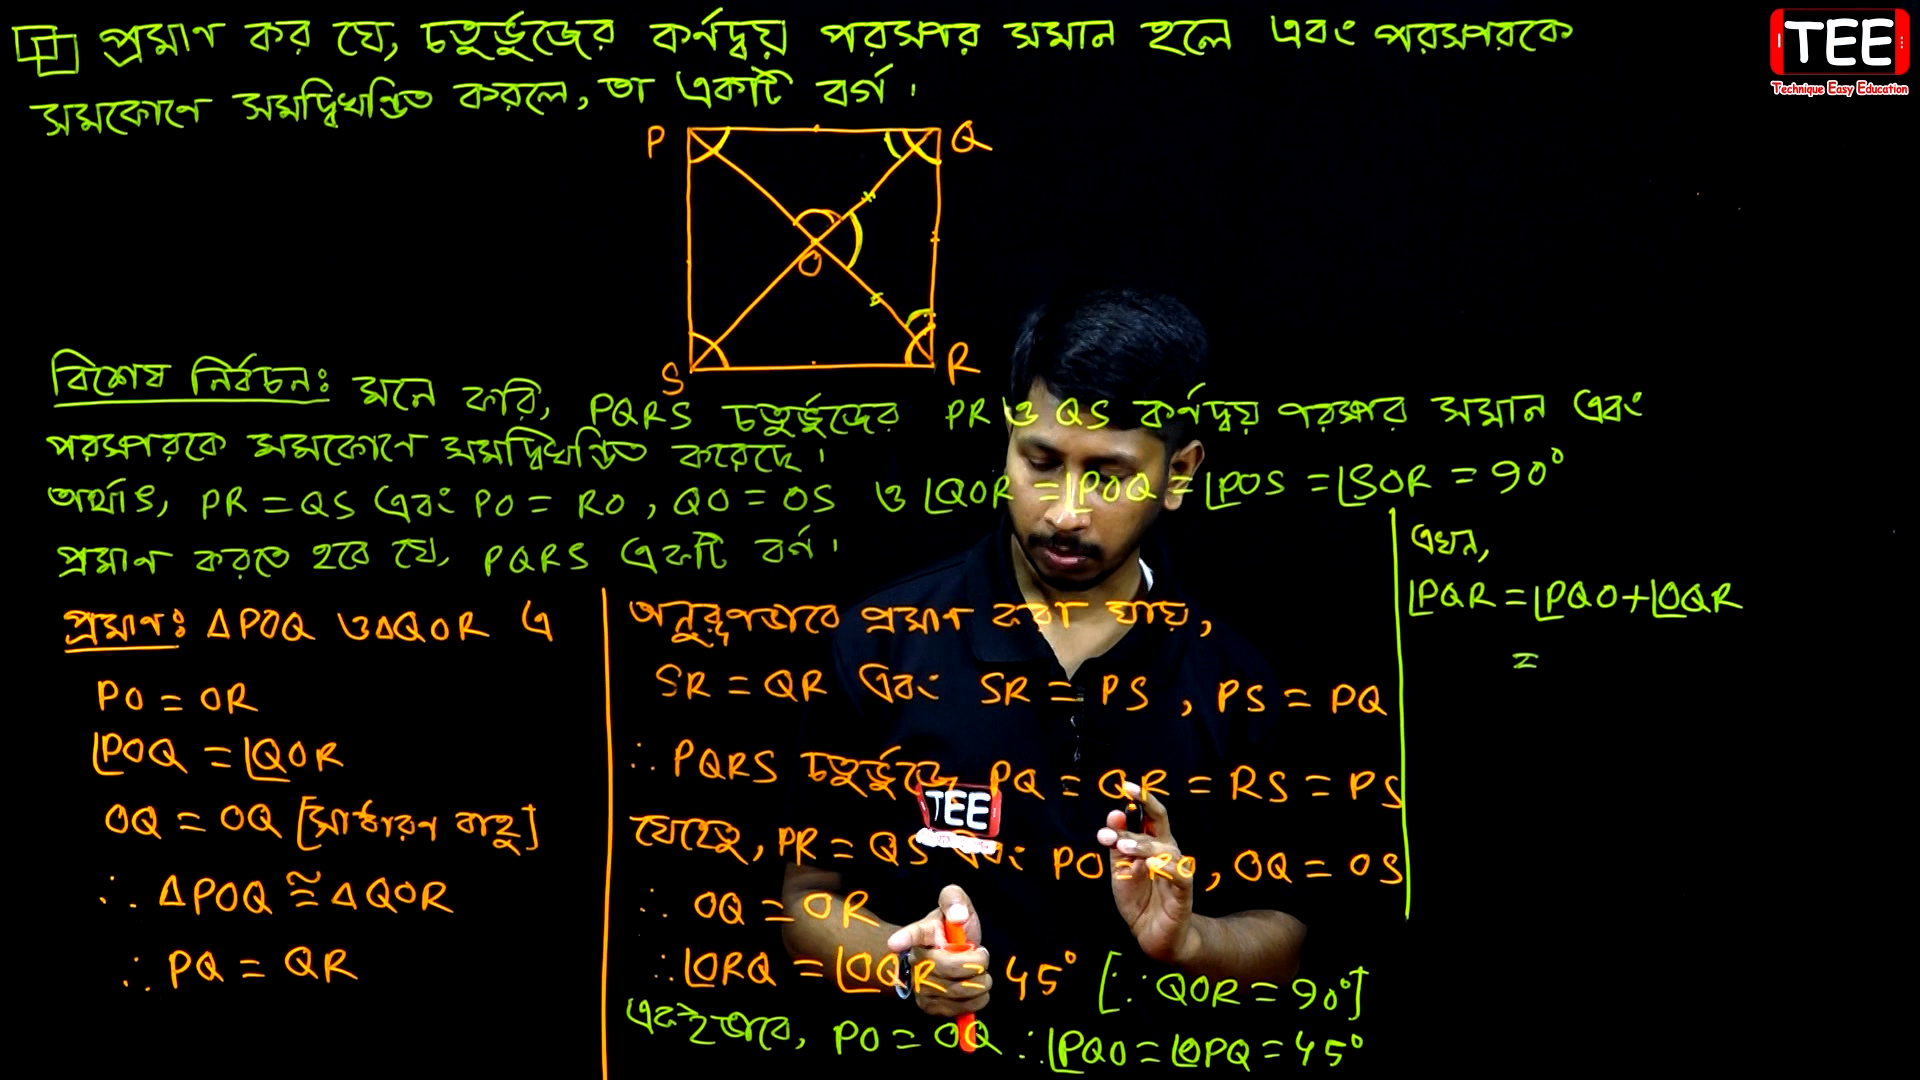 প্রমাণ কর যে, চতুর্ভুজের কর্ণদ্বয় পরস্পর সমান হলে এবং পরস্পরকে
সমকোণে সমদ্বিখন্ডিত করলে, তা একটি বর্গ।
TEE
Technique Easy Education
P
Q
O
S
R
বিশেষ নির্বচন: মনে করি, PQRS চতুর্ভুজের PR ও QS কর্ণদ্বয় পরস্পর সমান এবং
পরস্পরকে সমকোণে সমদ্বিখন্ডিত করেছে।
অর্থাৎ, PR = QS এবং PO = RO, QO = OS ও ∠QOR = ∠POQ = ∠POS = ∠SOR = 90°
প্রমাণ করতে হবে যে, PQRS একটি বর্গ।
প্রমাণ: ΔPOQ ও ΔQOR এ
PO = OR
∠POQ = ∠QOR
OQ = OQ [সাধারণ বাহু]
∴ ΔPOQ ≅ ΔQOR
∴ PQ = QR
অনুরূপভাবে প্রমাণ করা যায়,
SR = QR এবং SR = PS, PS = PQ
∴ PQRS চতুর্ভুজে PQ = QR = RS = PS
যেহেতু, PR = QS এবং PO = RO, OQ = OS
∴ OQ = OR
∴ ∠ORQ = ∠OQR = 45° [∵ QOR = 90°]
একইভাবে, PO = OQ ∴ ∠PQO = ∠OPQ = 45°
এখন,
∠PQR = ∠PQO + ∠OQR
=
TEE